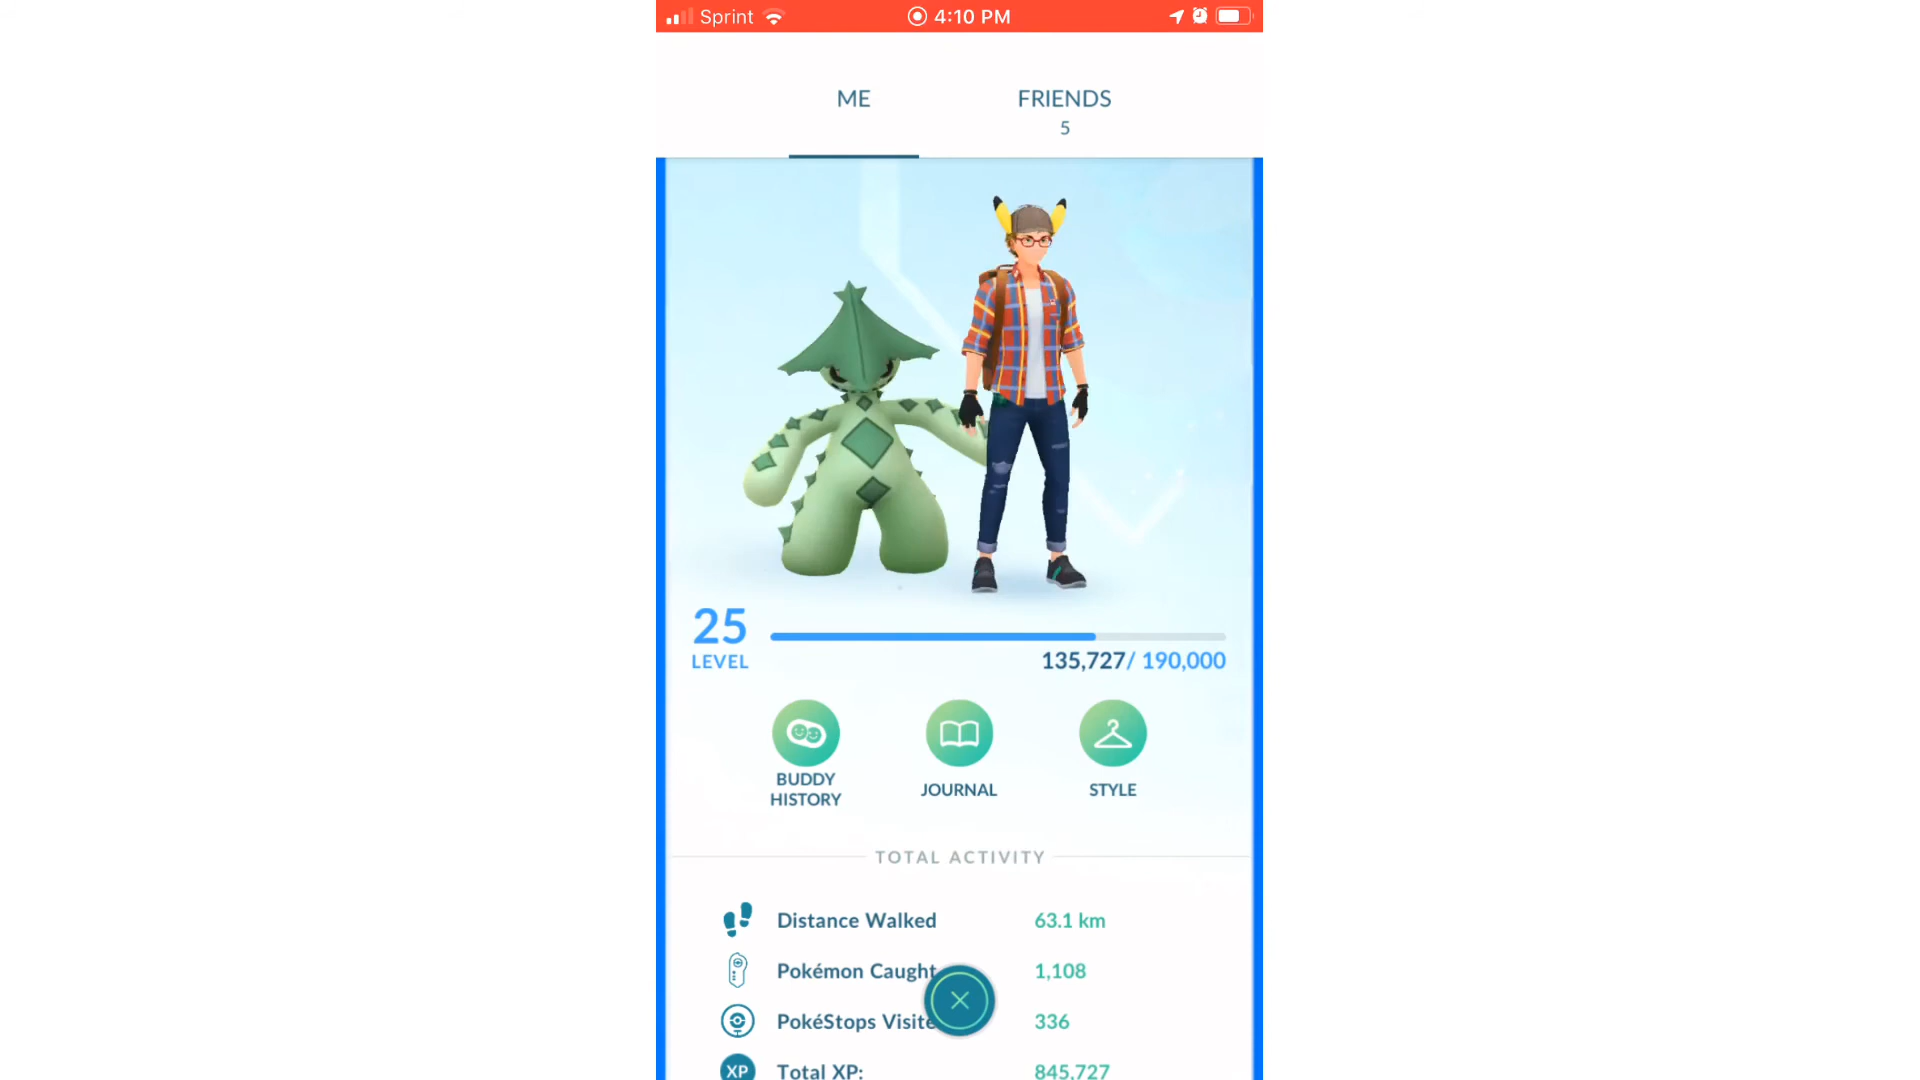 Sprint 4:10 PM
ME FRIENDS
5
25
LEVEL
135,727/ 190,000
BUDDY
HISTORY
JOURNAL
STYLE
TOTAL ACTIVITY
Distance Walked 63.1 km
Pokémon Caught 1,108
PokéStops Visite 336
XP Total XP: 845,727